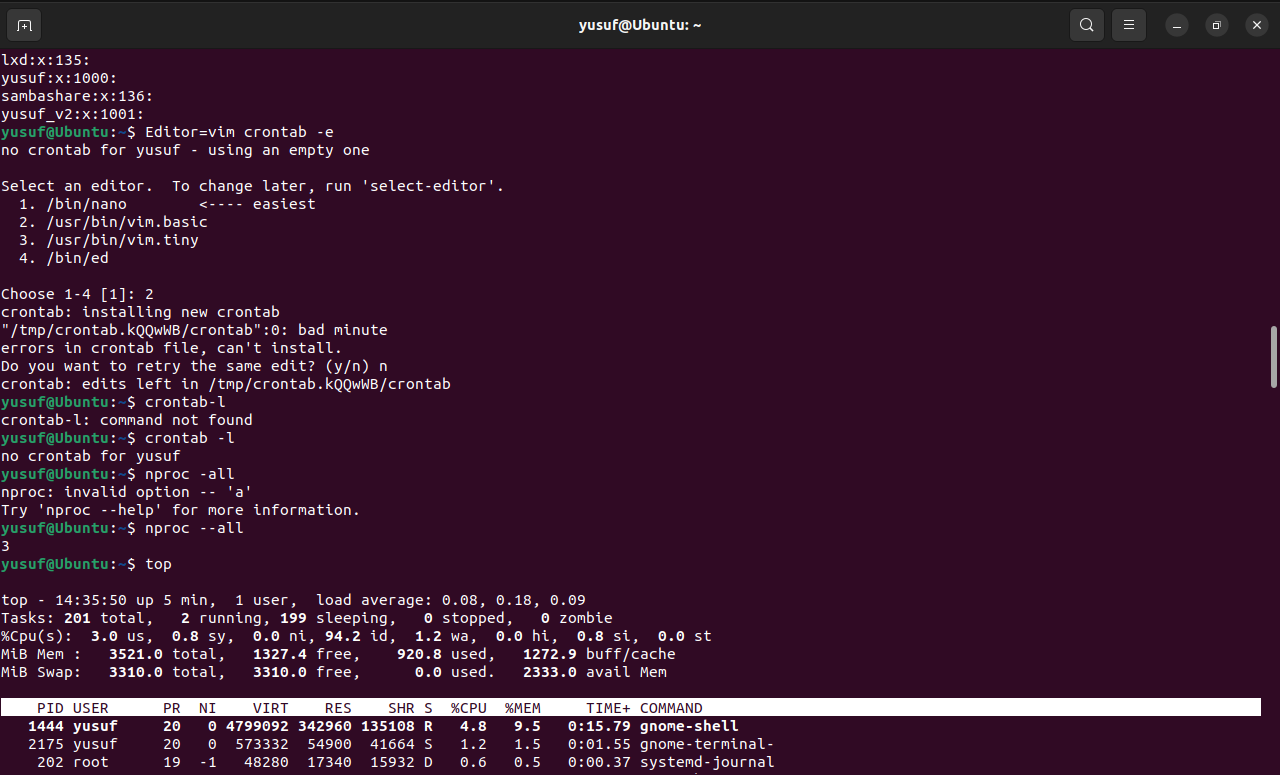 yusuf@Ubuntu: ~
lxd:x:135:
yusuf:x:1000:
sambashare:x:136:
yusuf_v2:x:1001:
yusuf@Ubuntu:~$ Editor=vim crontab -e
no crontab for yusuf - using an empty one

Select an editor.  To change later, run 'select-editor'.
  1. /bin/nano        <---- easiest
  2. /usr/bin/vim.basic
  3. /usr/bin/vim.tiny
  4. /bin/ed

Choose 1-4 [1]: 2
crontab: installing new crontab
"/tmp/crontab.kQQwWB/crontab":0: bad minute
errors in crontab file, can't install.
Do you want to retry the same edit? (y/n) n
crontab: edits left in /tmp/crontab.kQQwWB/crontab
yusuf@Ubuntu:~$ crontab-l
crontab-l: command not found
yusuf@Ubuntu:~$ crontab -l
no crontab for yusuf
yusuf@Ubuntu:~$ nproc -all
nproc: invalid option -- 'a'
Try 'nproc --help' for more information.
yusuf@Ubuntu:~$ nproc --all
3
yusuf@Ubuntu:~$ top

top - 14:35:50 up 5 min,  1 user,  load average: 0.08, 0.18, 0.09
Tasks: 201 total,   2 running, 199 sleeping,   0 stopped,   0 zombie
%Cpu(s):  3.0 us,  0.8 sy,  0.0 ni, 94.2 id,  1.2 wa,  0.0 hi,  0.8 si,  0.0 st
MiB Mem :   3521.0 total,   1327.4 free,    920.8 used,   1272.9 buff/cache
MiB Swap:   3310.0 total,   3310.0 free,      0.0 used.   2333.0 avail Mem

    PID USER      PR  NI    VIRT    RES    SHR S  %CPU  %MEM     TIME+ COMMAND
   1444 yusuf     20   0 4799092 342960 135108 R   4.8   9.5   0:15.79 gnome-shell
   2175 yusuf     20   0  573332  54900  41664 S   1.2   1.5   0:01.55 gnome-terminal-
    202 root      19  -1   48280  17340  15932 D   0.6   0.5   0:00.37 systemd-journal